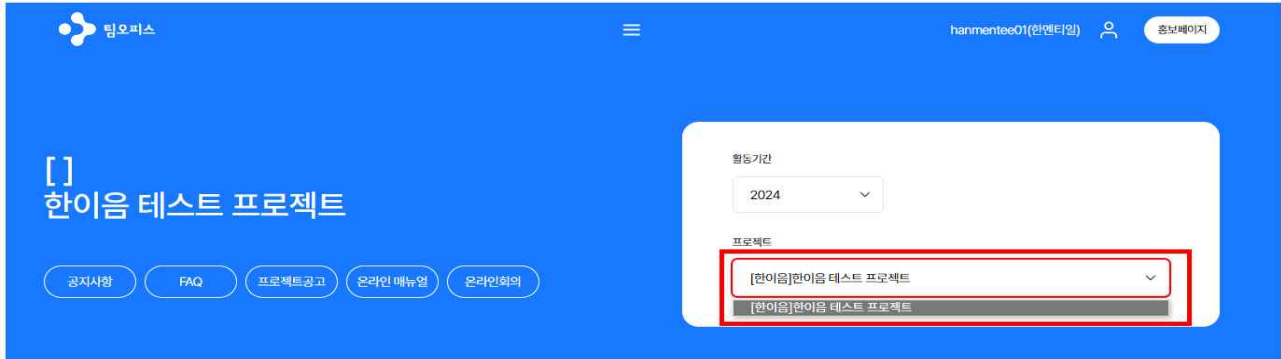 팀오피스
hanmentee01(한멘티일)
홍보페이지
[ ]
한이음 테스트 프로젝트
공지사항
FAQ
프로젝트공고
온라인 매뉴얼
온라인회의
활동기간
2024
프로젝트
[한이음]한이음 테스트 프로젝트
[한이음]한이음 테스트 프로젝트